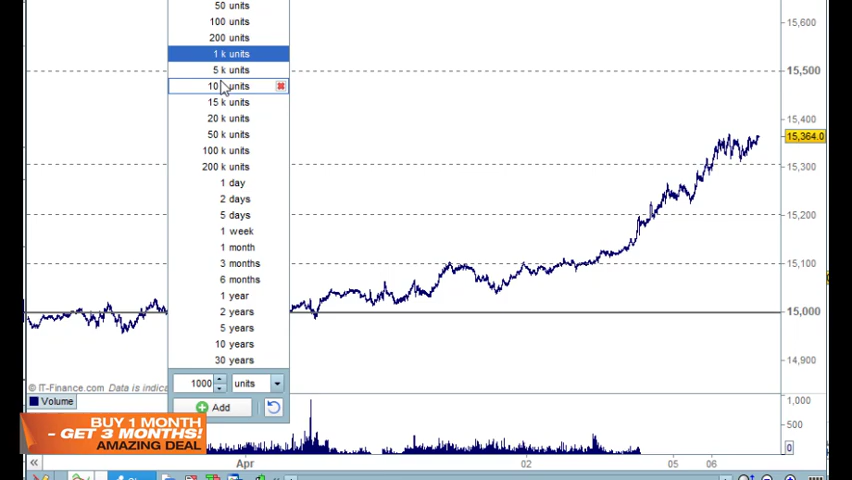 50 units
100 units
200 units
1 k units
5 k units
10 units
15 k units
20 k units
50 k units
100 k units
200 k units
1 day
2 days
5 days
1 week
1 month
3 months
6 months
1 year
2 years
5 years
10 years
30 years
1000 units
Add
15,600
15,500
15,400
15,364.0
15,300
15,200
15,100
15,000
14,900
© IT-Finance.com Data is indica
Volume
1,000
500
0
BUY 1 MONTH
- GET 3 MONTHS!
AMAZING DEAL
Apr
02
05
06